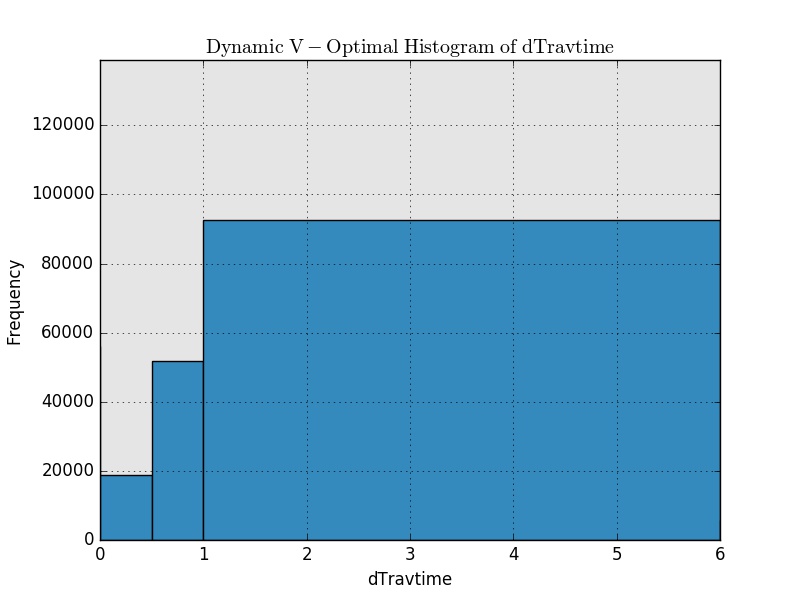 Dynamic V − Optimal Histogram of dTravtime
120000
100000
80000
60000
40000
20000
0
Frequency
0 1 2 3 4 5 6
dTravtime